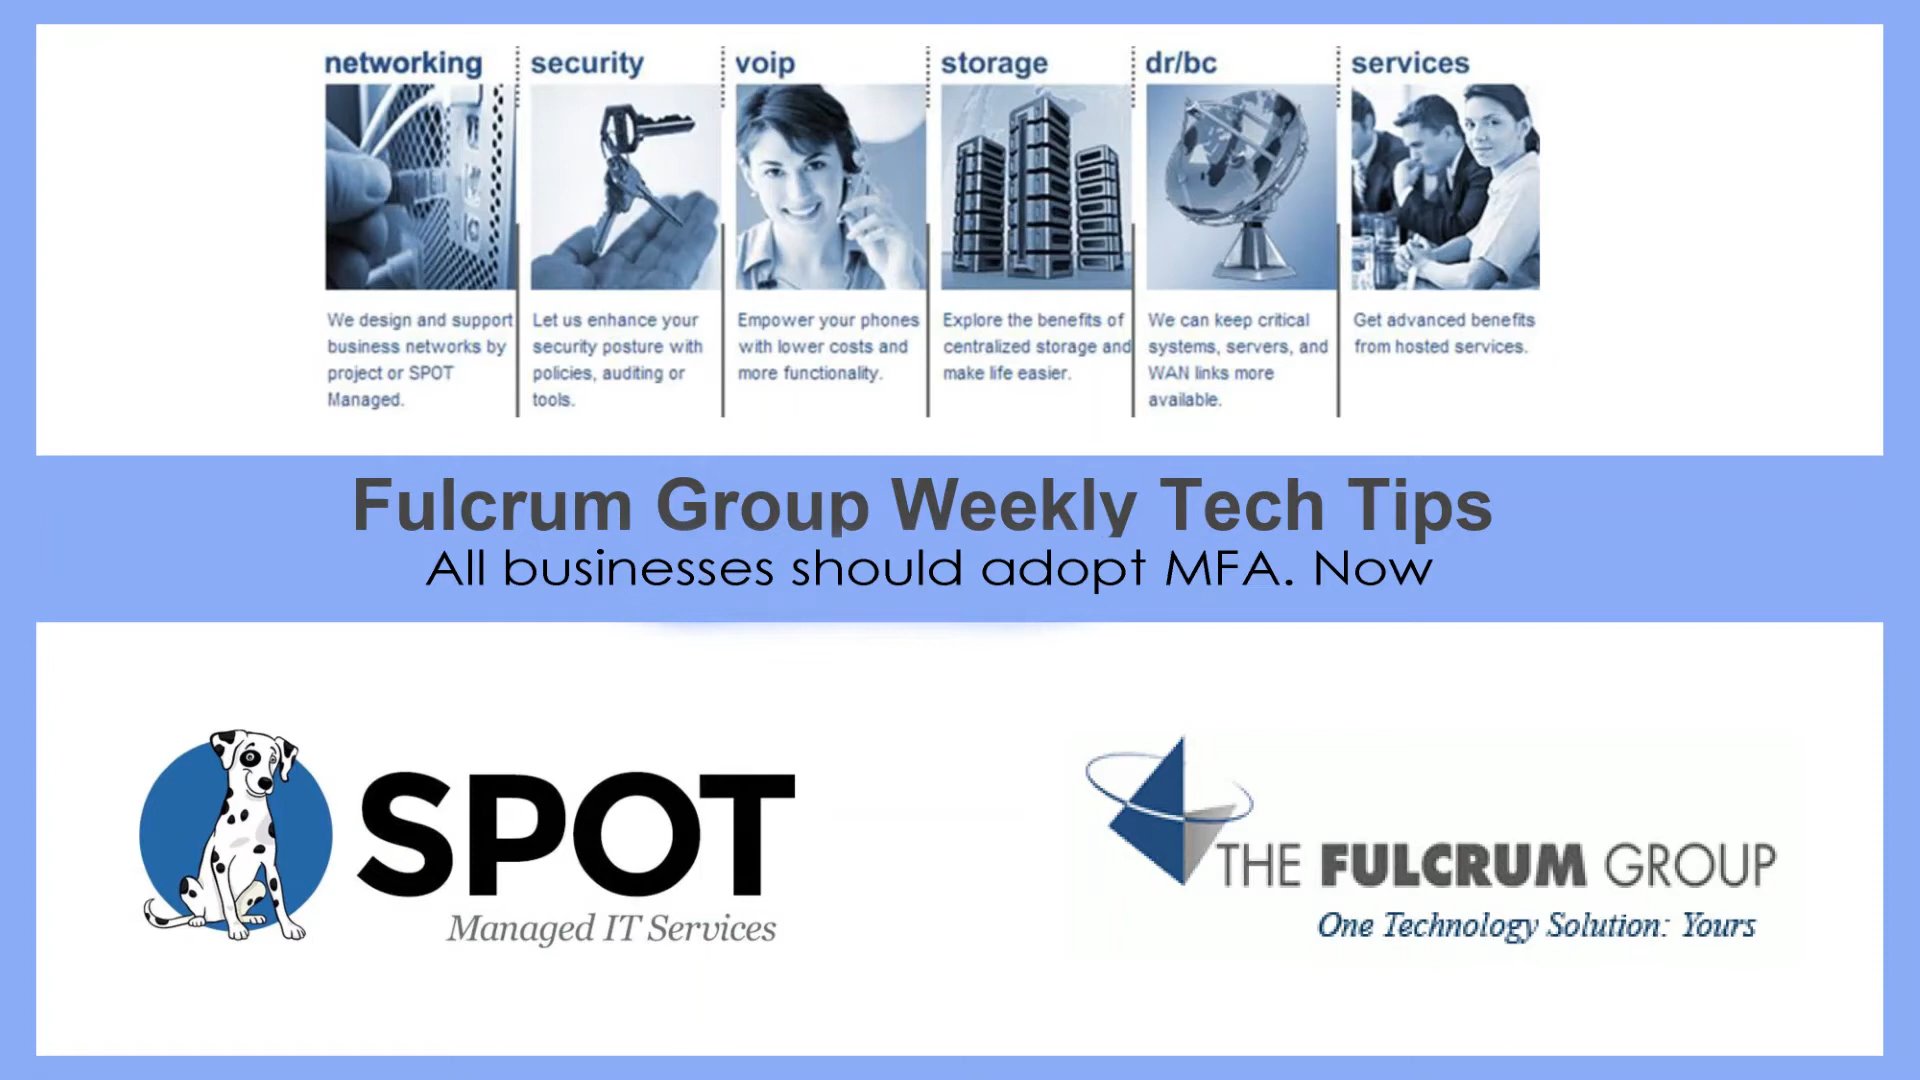 networking
We design and support
business networks by
project or SPOT
Managed.
security
Let us enhance your
security posture with
policies, auditing or
tools.
voip
Empower your phones
with lower costs and
more functionality.
storage
Explore the benefits of
centralized storage and
make life easier.
dr/bc
We can keep critical
systems, servers, and
WAN links more
available.
services
Get advanced benefits
from hosted services.
Fulcrum Group Weekly Tech Tips
All businesses should adopt MFA. Now
SPOT
Managed IT Services
THE FULCRUM GROUP
One Technology Solution: Yours